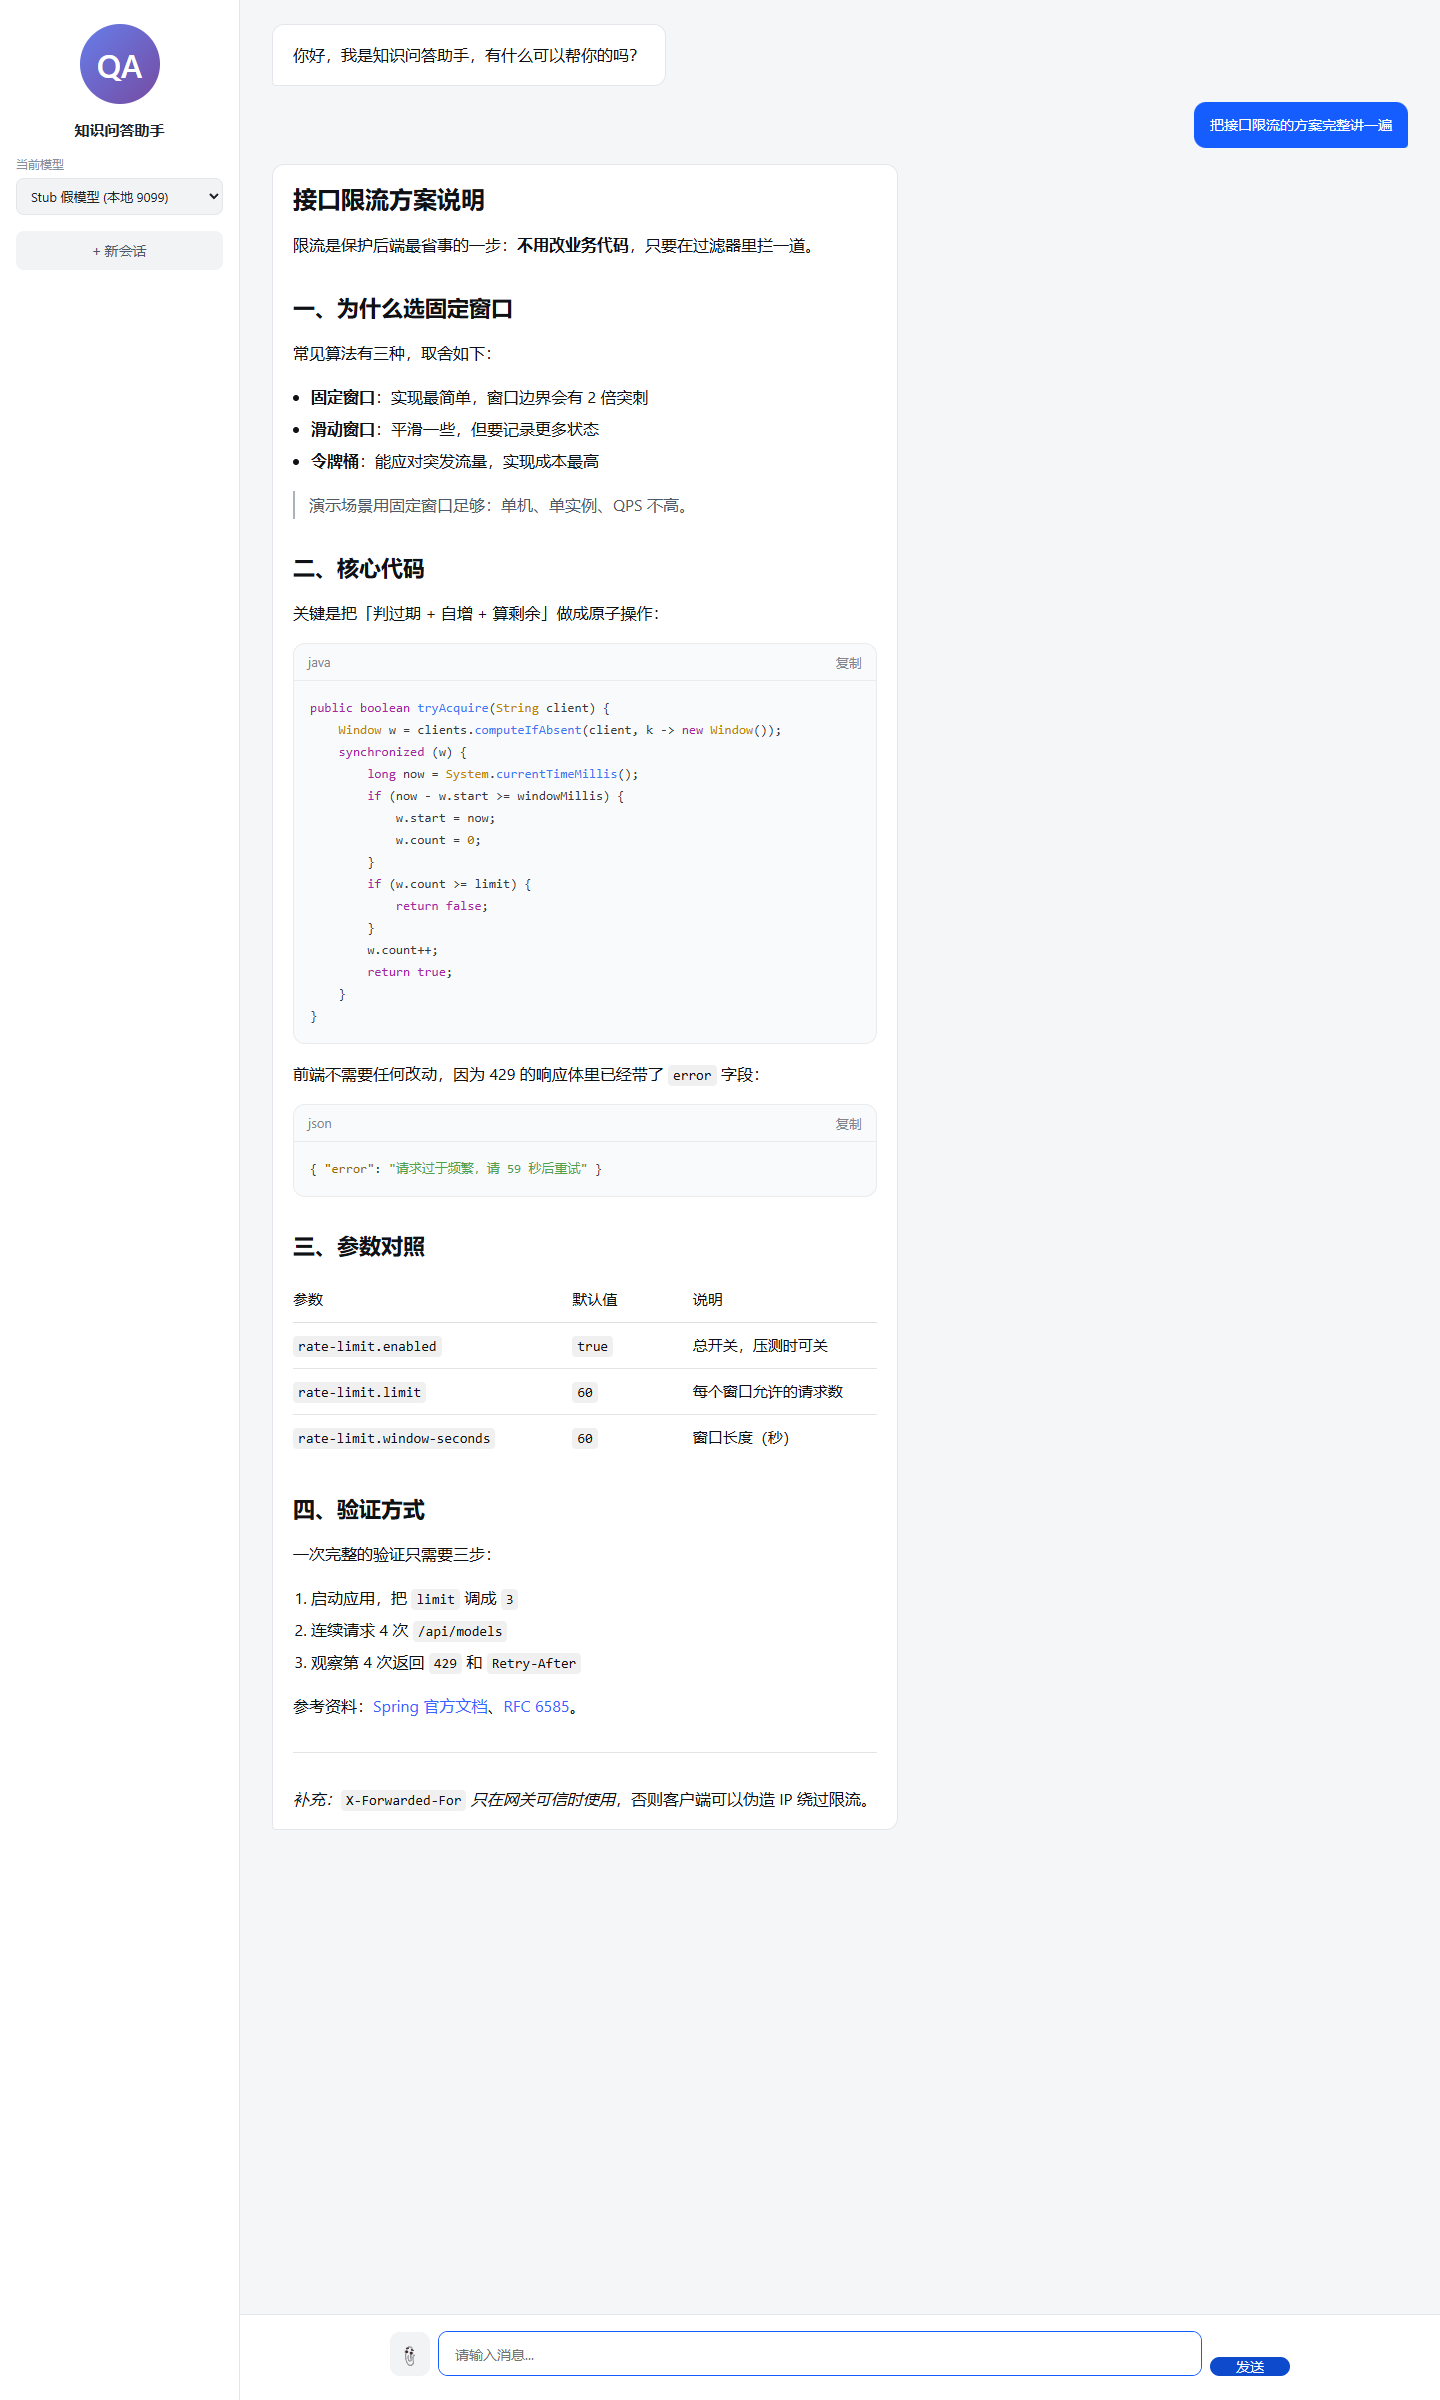 QA
知识问答助手
当前模型
Stub 假模型 (本地 9099)
+ 新会话
你好，我是知识问答助手，有什么可以帮你的吗？
把接口限流的方案完整讲一遍
接口限流方案说明
限流是保护后端最省事的一步：不用改业务代码，只要在过滤器里拦一道。
一、为什么选固定窗口
常见算法有三种，取舍如下：
• 固定窗口：实现最简单，窗口边界会有 2 倍突刺
• 滑动窗口：平滑一些，但要记录更多状态
• 令牌桶：能应对突发流量，实现成本最高
演示场景用固定窗口足够：单机、单实例、QPS 不高。
二、核心代码
关键是把「判过期 + 自增 + 算剩余」做成原子操作：
java 复制
public boolean tryAcquire(String client) {
    Window w = clients.computeIfAbsent(client, k -> new Window());
    synchronized (w) {
        long now = System.currentTimeMillis();
        if (now - w.start >= windowMillis) {
            w.start = now;
            w.count = 0;
        }
        if (w.count >= limit) {
            return false;
        }
        w.count++;
        return true;
    }
}
前端不需要任何改动，因为 429 的响应体里已经带了 error 字段：
json 复制
{ "error": "请求过于频繁，请 59 秒后重试" }
三、参数对照
参数 默认值 说明
rate-limit.enabled true 总开关，压测时可关
rate-limit.limit 60 每个窗口允许的请求数
rate-limit.window-seconds 60 窗口长度（秒）
四、验证方式
一次完整的验证只需要三步：
1. 启动应用，把 limit 调成 3
2. 连续请求 4 次 /api/models
3. 观察第 4 次返回 429 和 Retry-After
参考资料：Spring 官方文档、RFC 6585。
补充：X-Forwarded-For 只在网关可信时使用，否则客户端可以伪造 IP 绕过限流。
请输入消息...
发送